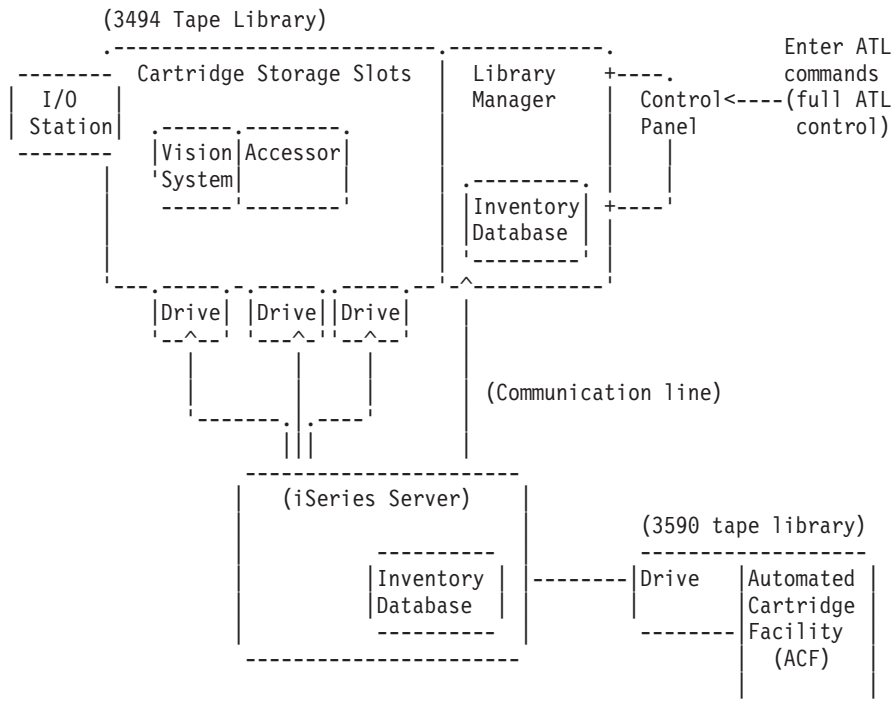 (3494 Tape Library)
Cartridge Storage Slots
Library
Manager
Enter ATL
commands
(full ATL
control)
I/O
Station
Control
Panel
Vision
System
Accessor
Inventory
Database
Drive
Drive
Drive
(Communication line)
(iSeries Server)
Inventory
Database
(3590 tape library)
Drive
Automated
Cartridge
Facility
(ACF)